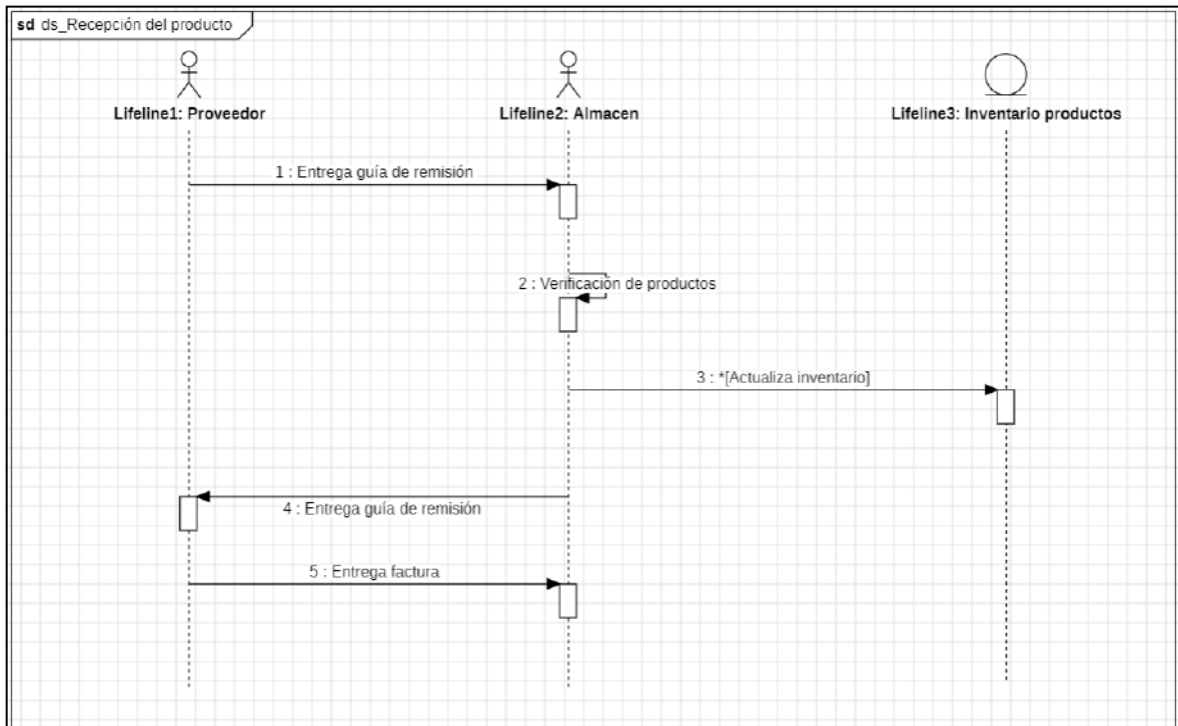 sd ds_Recepción del producto
Lifeline1: Proveedor
Lifeline2: Almacen
Lifeline3: Inventario productos
1 : Entrega guía de remisión
2 : Verificación de productos
3 : *[Actualiza inventario]
4 : Entrega guía de remisión
5 : Entrega factura